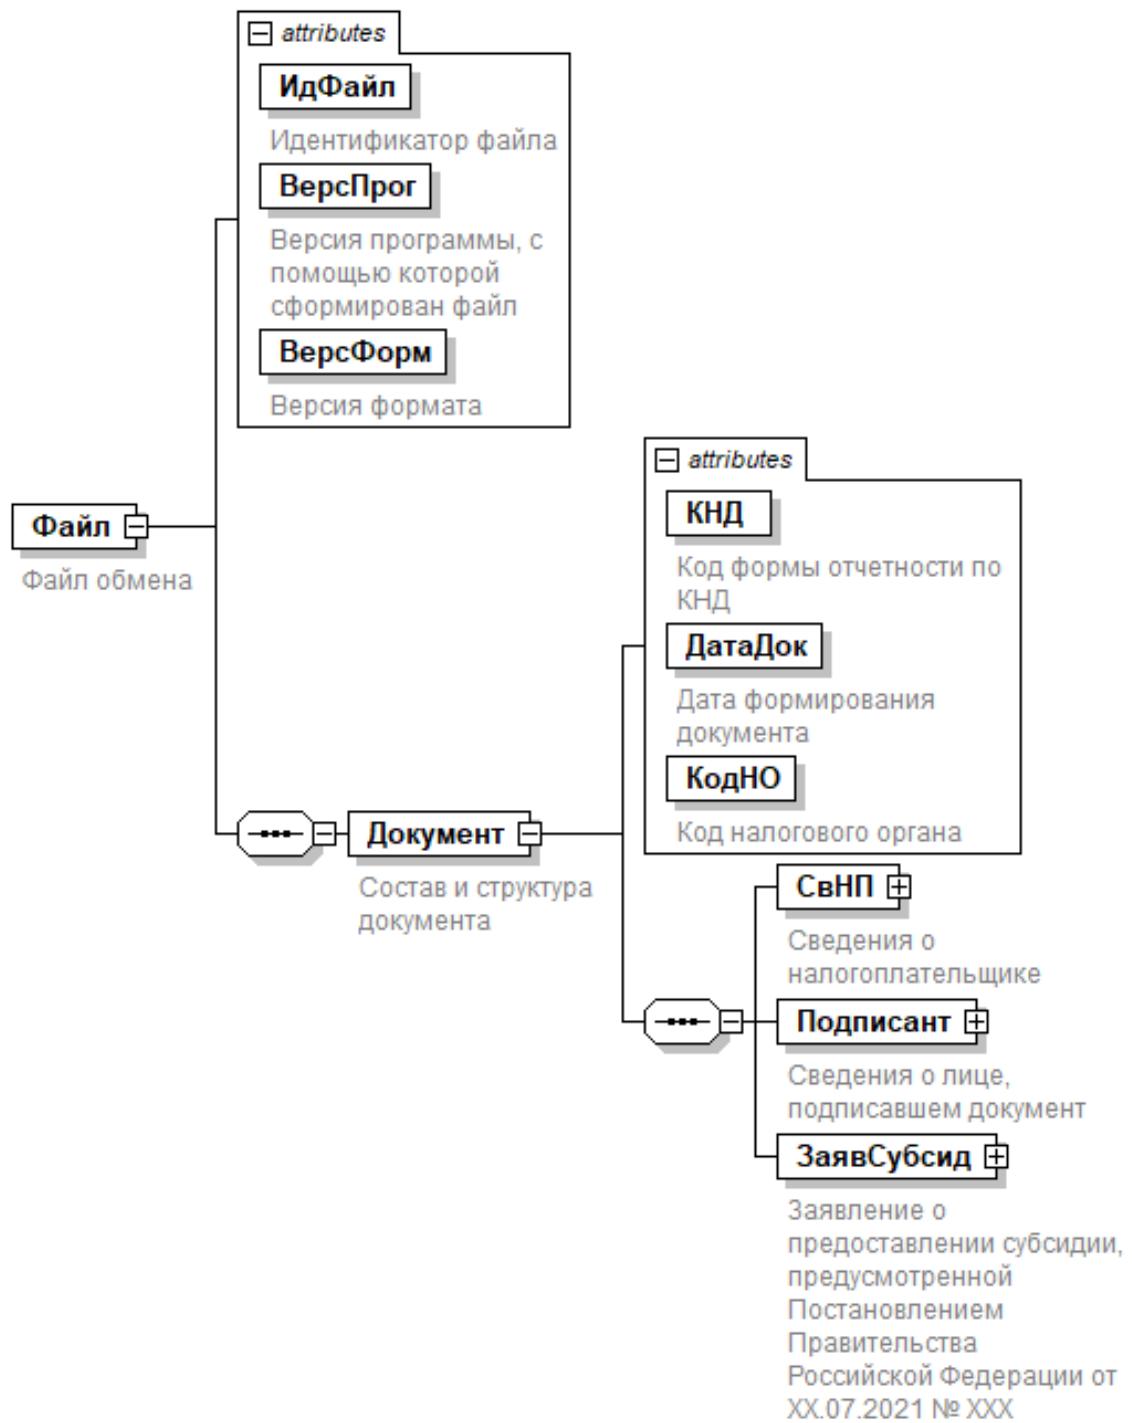 attributes
ИдФайл
Идентификатор файла
ВерсПрог
Версия программы, с
помощью которой
сформирован файл
ВерсФорм
Версия формата
Файл
Файл обмена
attributes
КНД
Код формы отчетности по
КНД
ДатаДок
Дата формирования
документа
КодНО
Код налогового органа
Документ
Состав и структура
документа
СвНП
Сведения о
налогоплательщике
Подписант
Сведения о лице,
подписавшем документ
ЗаявСубсид
Заявление о
предоставлении субсидии,
предусмотренной
Постановлением
Правительства
Российской Федерации от
XX.07.2021 № XXX